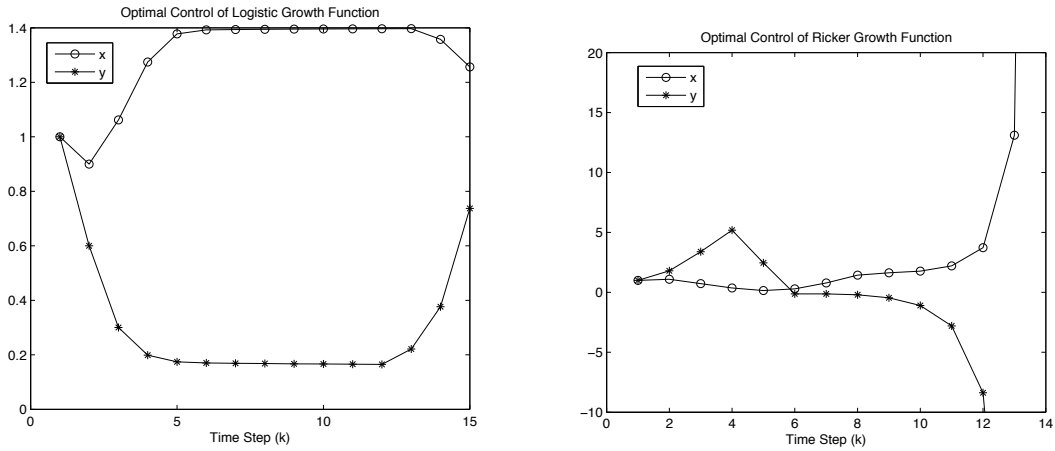 Optimal Control of Logistic Growth Function
x
y
1.4
1.2
1
0.8
0.6
0.4
0.2
0
0 5 10 15
Time Step (k)
Optimal Control of Ricker Growth Function
x
y
20
15
10
5
0
−5
−10
0 2 4 6 8 10 12 14
Time Step (k)